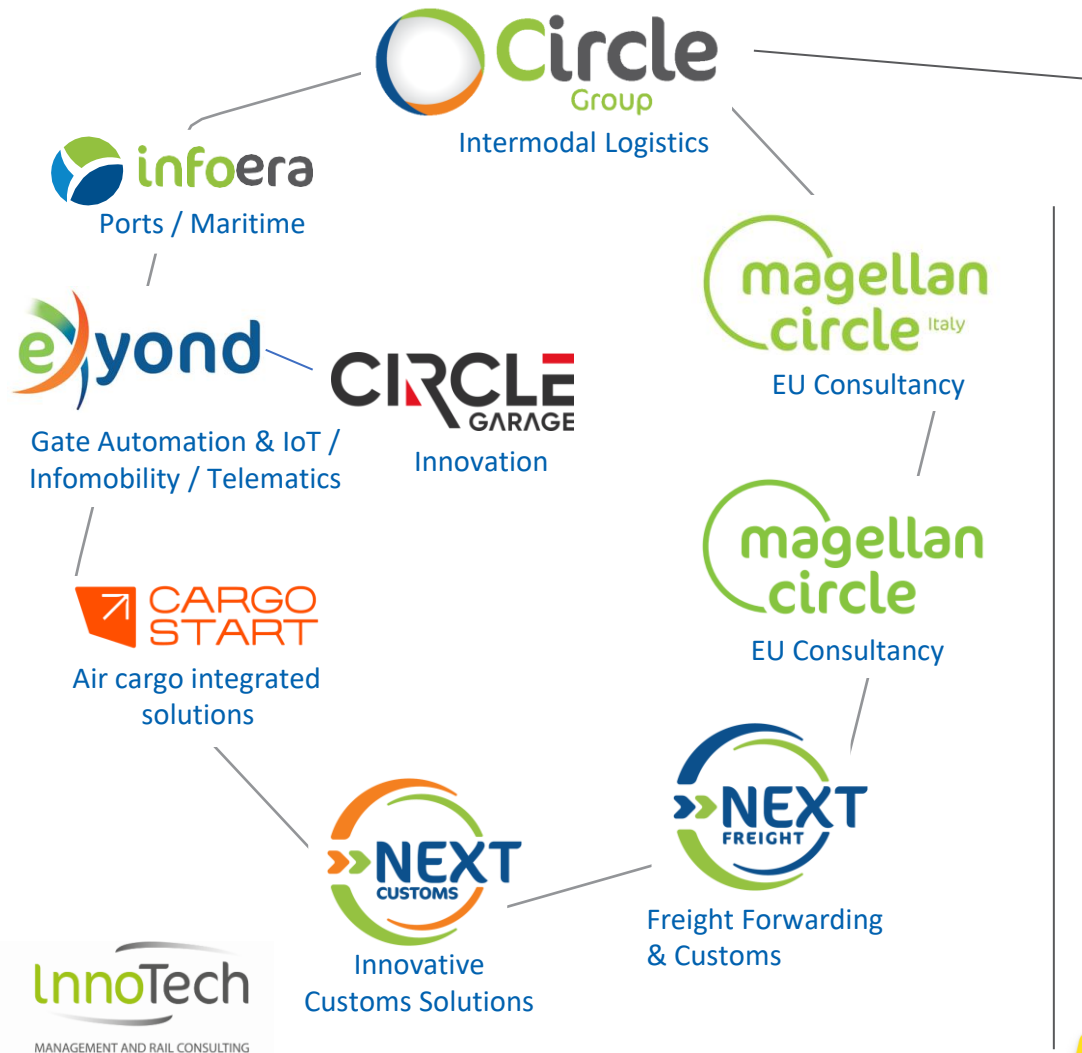 Circle
Group
Intermodal Logistics
infoera
Ports / Maritime
magellan
circle Italy
EU Consultancy
eXyond
CIRCLE
GARAGE
Innovation
Gate Automation & IoT /
Infomobility / Telematics
magellan
circle
EU Consultancy
CARGO
START
Air cargo integrated
solutions
NEXT
FREIGHT
Freight Forwarding
& Customs
NEXT
CUSTOMS
Innovative
Customs Solutions
InnoTech
MANAGEMENT AND RAIL CONSULTING